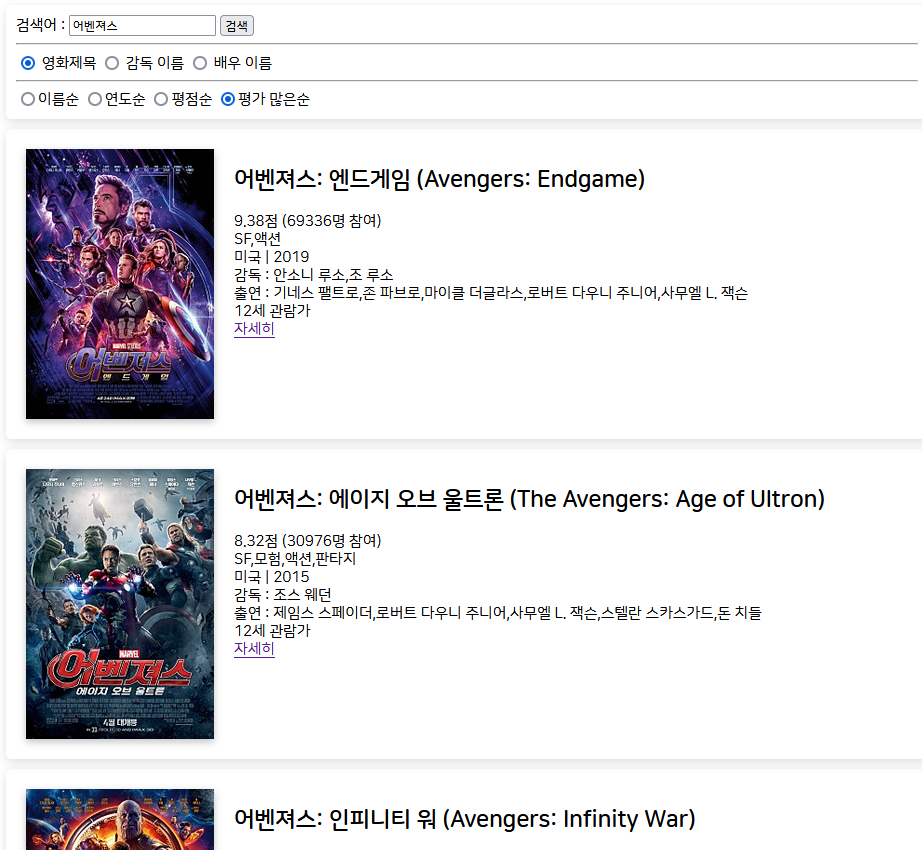 검색어 : 어벤져스 검색
영화제목 감독 이름 배우 이름
이름순 연도순 평점순 평가 많은순
어벤져스: 엔드게임 (Avengers: Endgame)
9.38점 (69336명 참여)
SF,액션
미국 | 2019
감독 : 안소니 루소,조 루소
출연 : 기네스 팰트로,존 파브로,마이클 더글라스,로버트 다우니 주니어,사무엘 L. 잭슨
12세 관람가
자세히
MARVEL STUDIOS
어벤져스
엔드게임
어벤져스: 에이지 오브 울트론 (The Avengers: Age of Ultron)
8.32점 (30976명 참여)
SF,모험,액션,판타지
미국 | 2015
감독 : 조스 웨던
출연 : 제임스 스페이더,로버트 다우니 주니어,사무엘 L. 잭슨,스텔란 스카스가드,돈 치들
12세 관람가
자세히
MARVEL
어벤져스
에이지 오브 울트론
4월 대개봉
어벤져스: 인피니티 워 (Avengers: Infinity War)